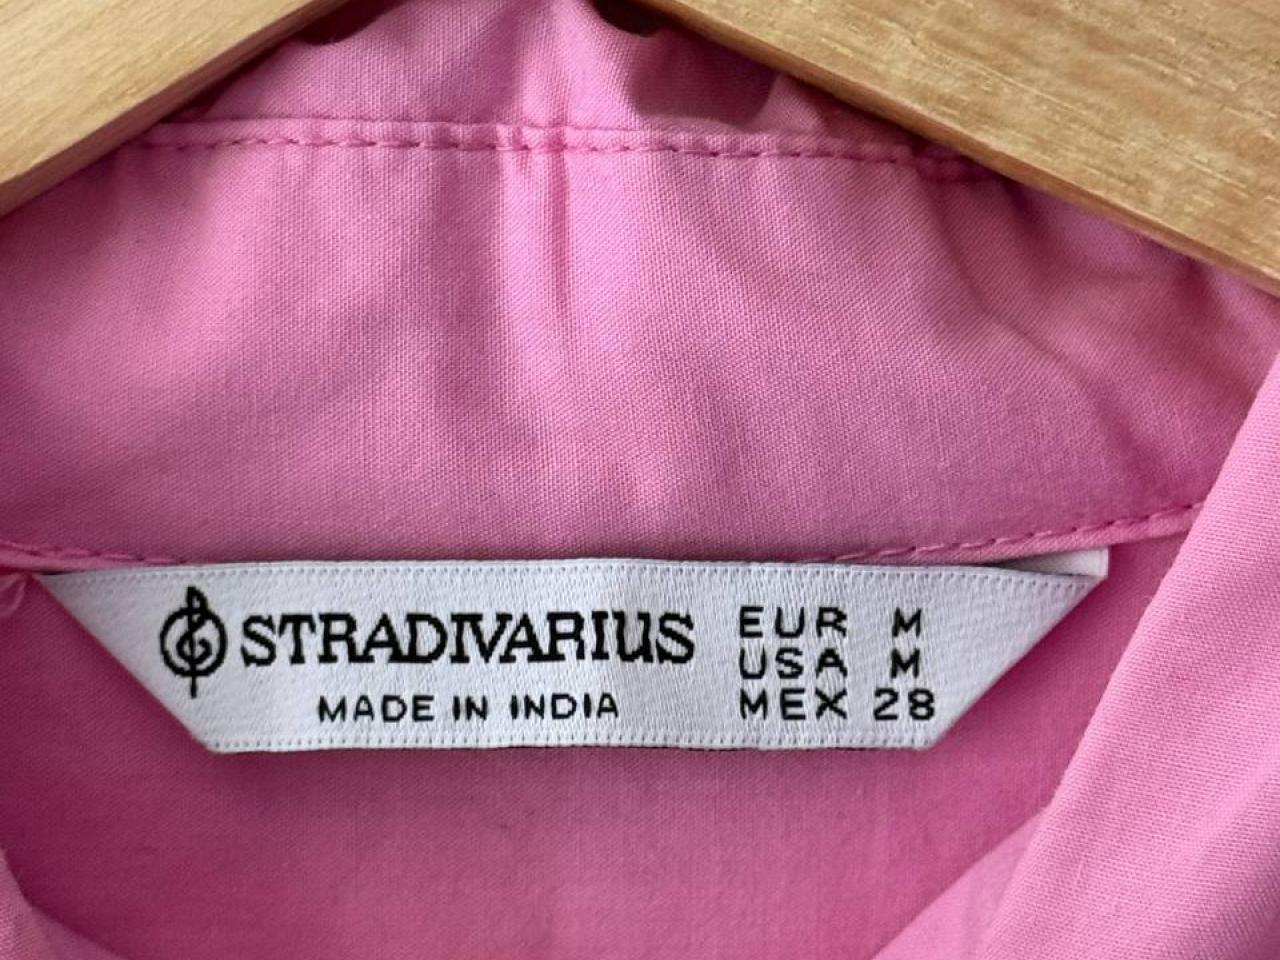 STRADIVARIUS
MADE IN INDIA
EUR M
USA M
MEX 28